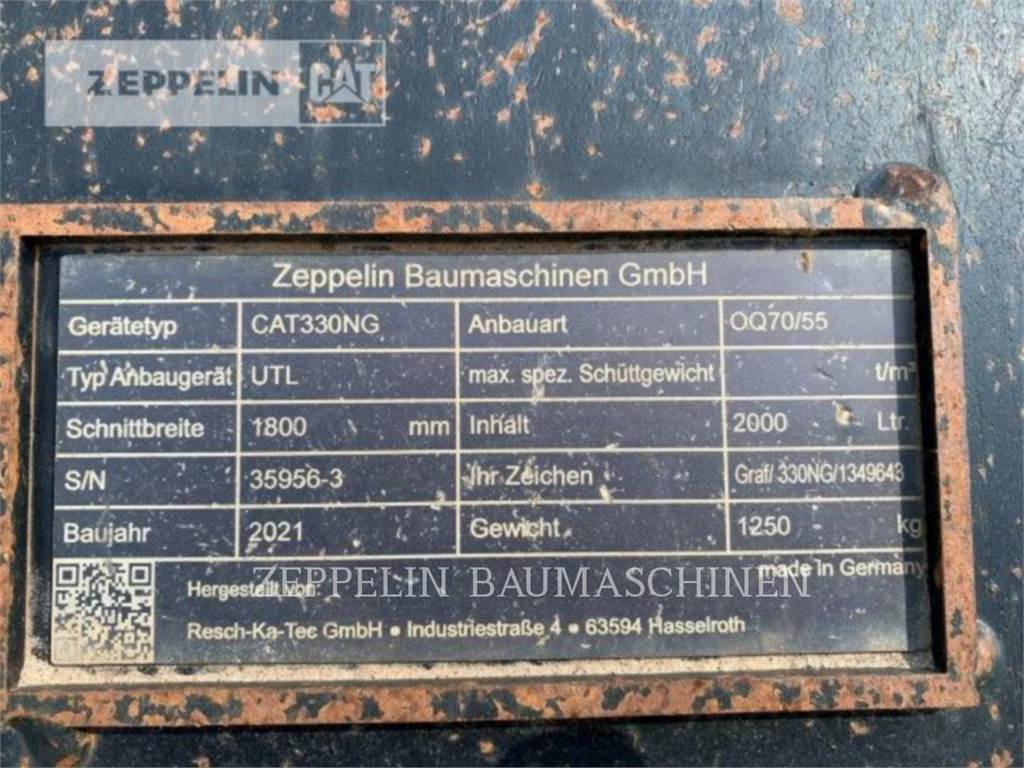 ZEPPELIN CAT
Zeppelin Baumaschinen GmbH
Gerätetyp CAT330NG Anbauart OQ70/55
Typ Anbaugerät UTL max. spez. Schüttgewicht t/m³
Schnittbreite 1800 mm Inhalt 2000 Ltr.
S/N 35956-3 Ihr Zeichen Graf/ 330NG/1349643
Baujahr 2021 Gewicht 1250 kg
made in Germany
Hergestellt von:
ZEPPELIN BAUMASCHINEN
Resch-Ka-Tec GmbH • Industriestraße 4 • 63594 Hasselroth